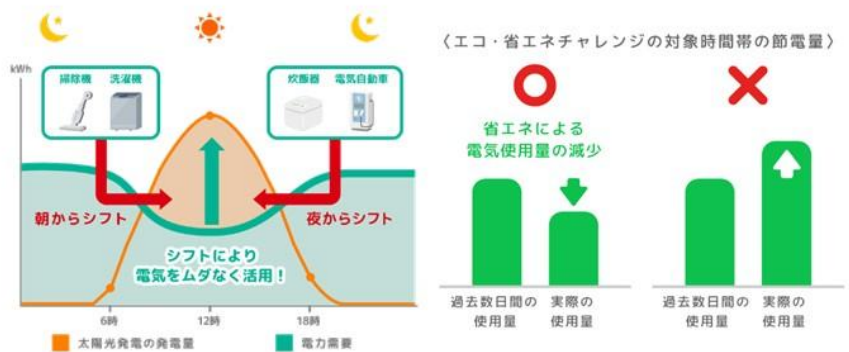 kWh
掃除機 洗濯機
炊飯器 電気自動車
朝からシフト
夜からシフト
シフトにより
電気をムダなく活用！
6時
12時
18時
太陽光発電の発電量
電力需要
〈エコ・省エネチャレンジの対象時間帯の節電量〉
省エネによる
電気使用量の減少
過去数日間の
使用量
実際の
使用量
過去数日間の
使用量
実際の
使用量